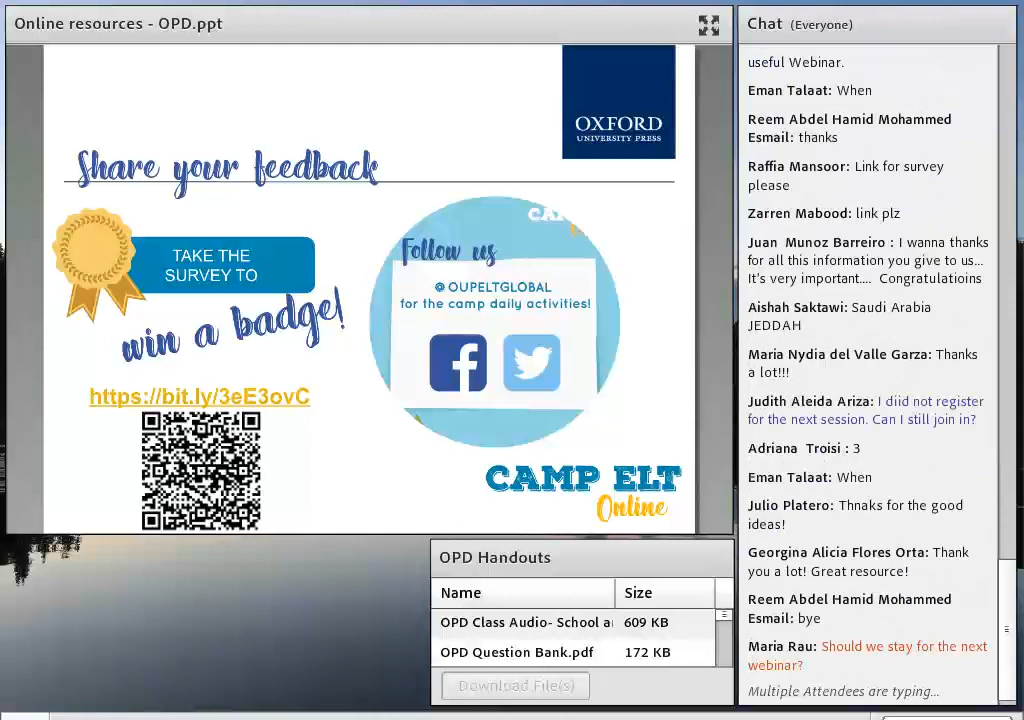 Online resources - OPD.ppt
OXFORD
UNIVERSITY PRESS
Share your feedback
TAKE THE
SURVEY TO
win a badge!
https://bit.ly/3eE3ovC
Follow us
@OUPELTGLOBAL
for the camp daily activities!
CAMP ELT
Online
OPD Handouts
Name Size
OPD Class Audio- School a 609 KB
OPD Question Bank.pdf 172 KB
Download File(s)
Chat (Everyone)
useful Webinar.
Eman Talaat: When
Reem Abdel Hamid Mohammed
Esmail: thanks
Raffia Mansoor: Link for survey
please
Zarren Mabood: link plz
Juan Munoz Barreiro : I wanna thanks
for all this information you give to us...
It's very important.... Congratulatioins
Aishah Saktawi: Saudi Arabia
JEDDAH
Maria Nydia del Valle Garza: Thanks
a lot!!!
Judith Aleida Ariza: I diid not register
for the next session. Can I still join in?
Adriana Troisi : 3
Eman Talaat: When
Julio Platero: Thnaks for the good
ideas!
Georgina Alicia Flores Orta: Thank
you a lot! Great resource!
Reem Abdel Hamid Mohammed
Esmail: bye
Maria Rau: Should we stay for the next
webinar?
Multiple Attendees are typing...